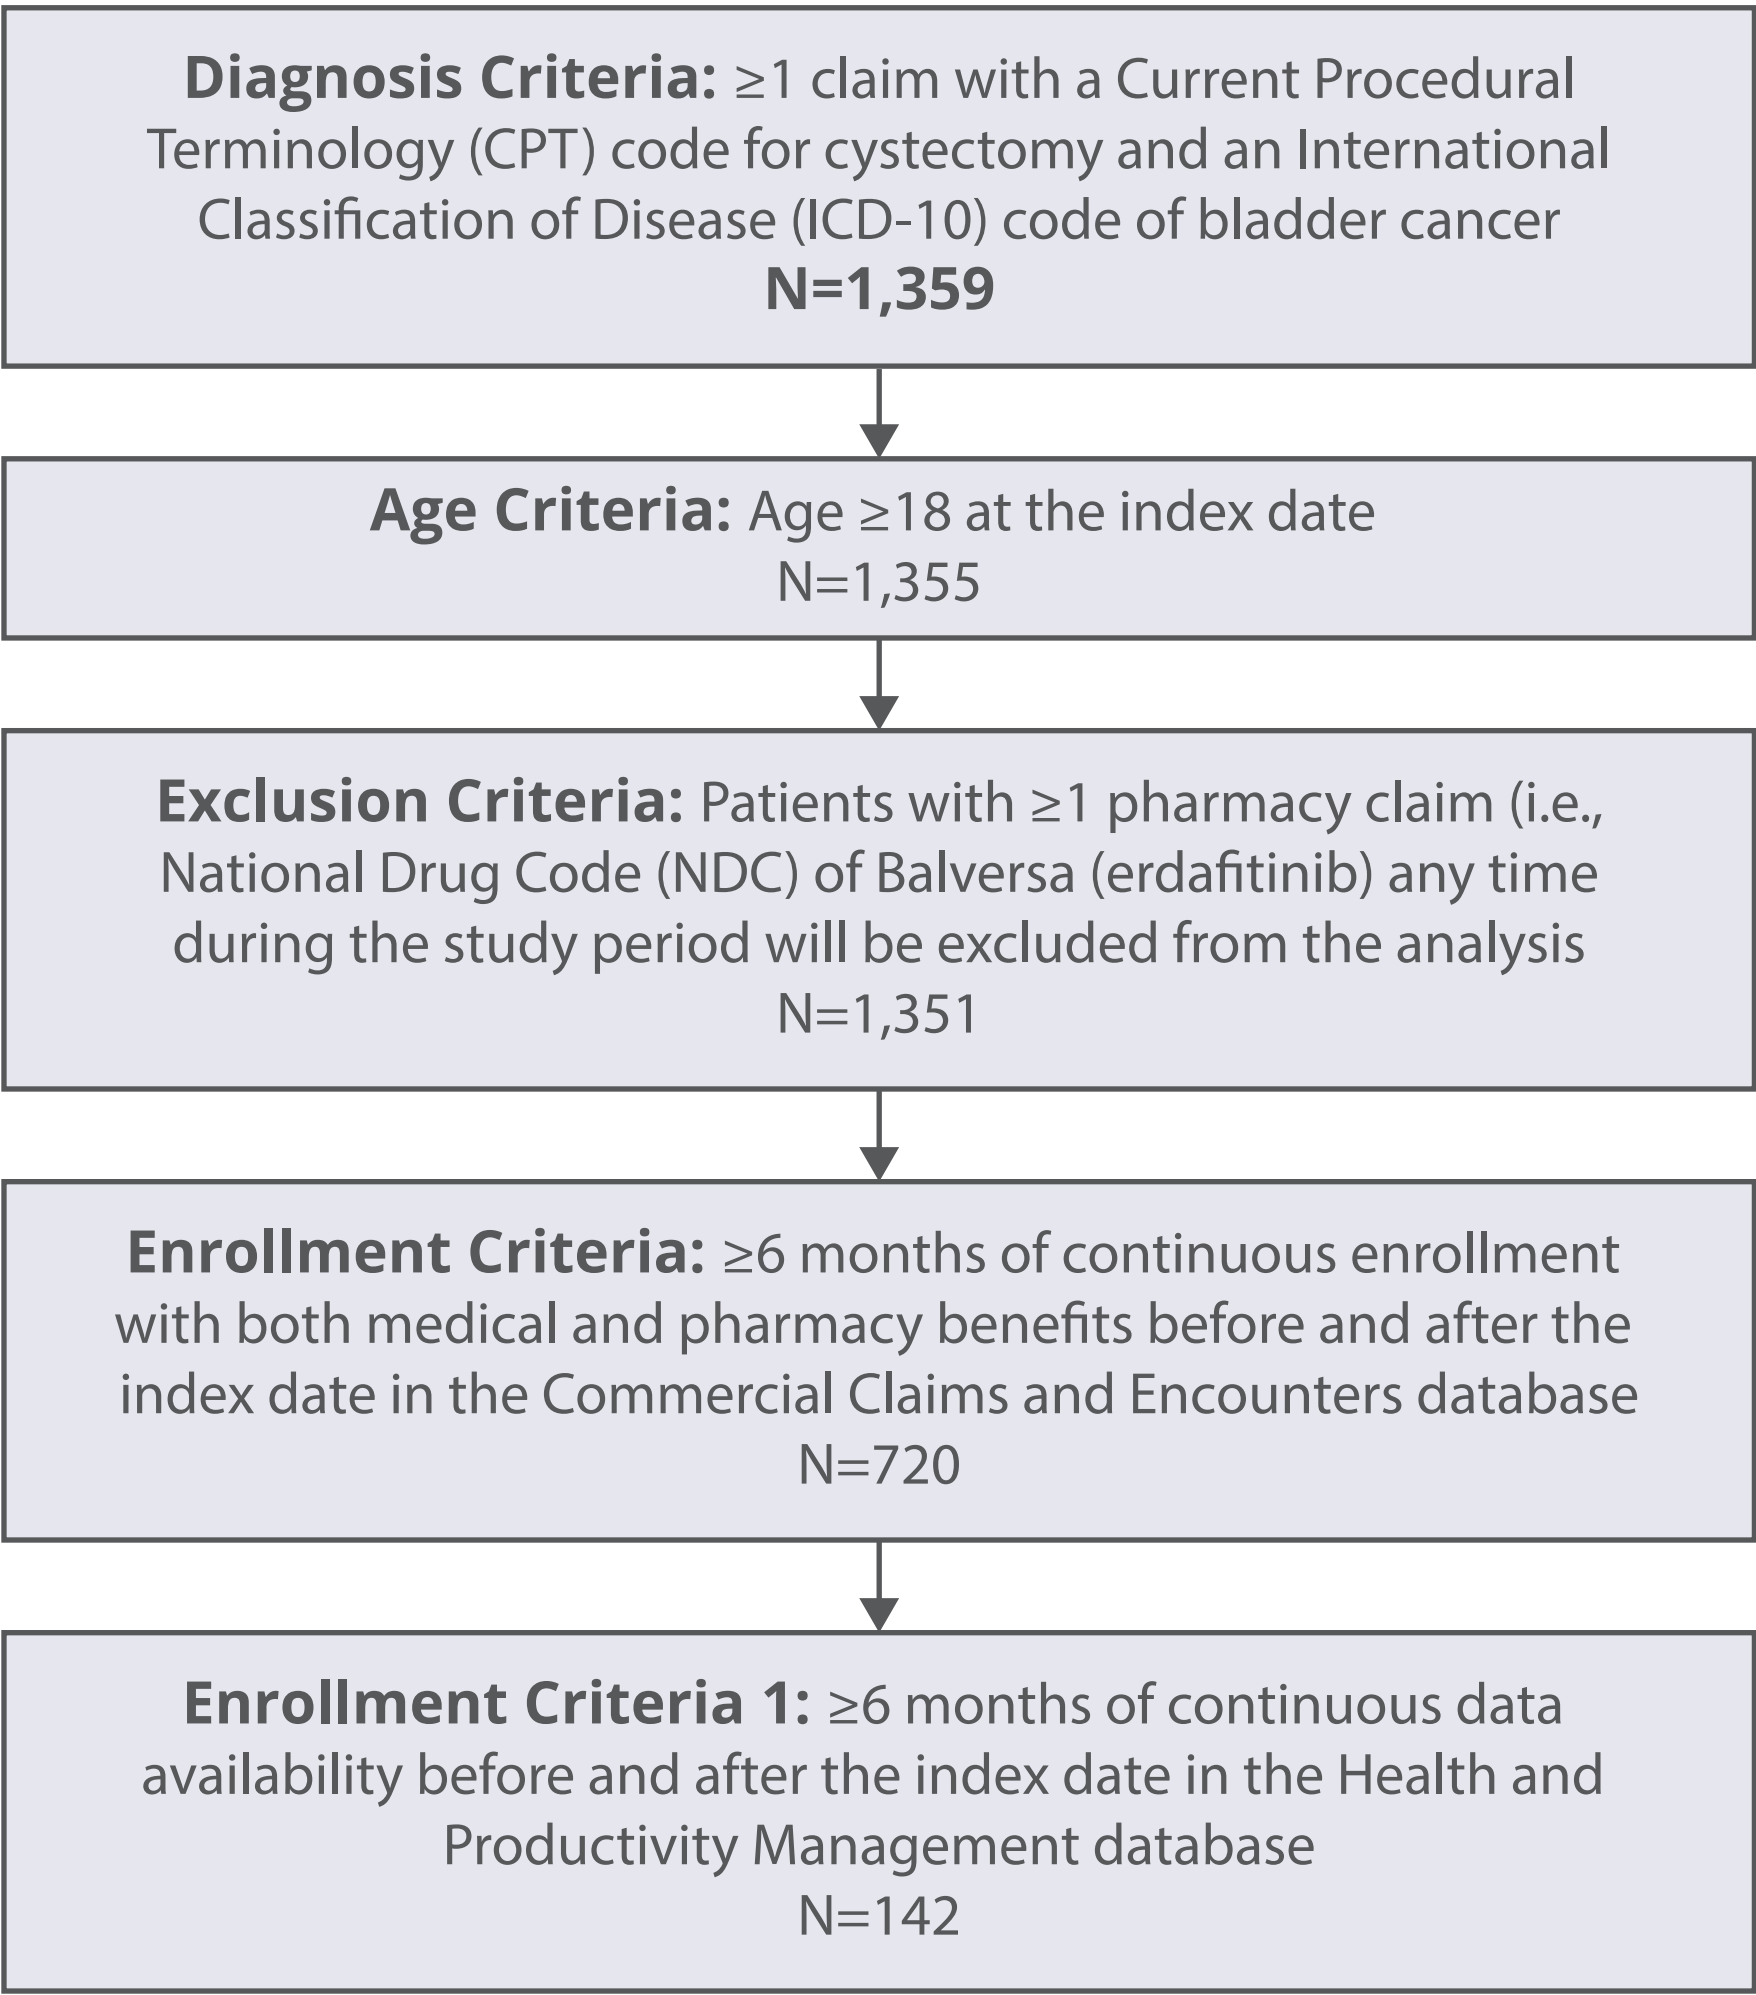 Diagnosis Criteria: ≥1 claim with a Current Procedural
Terminology (CPT) code for cystectomy and an International
Classification of Disease (ICD-10) code of bladder cancer
N=1,359
Age Criteria: Age ≥18 at the index date
N=1,355
Exclusion Criteria: Patients with ≥1 pharmacy claim (i.e.,
National Drug Code (NDC) of Balversa (erdafitinib) any time
during the study period will be excluded from the analysis
N=1,351
Enrollment Criteria: ≥6 months of continuous enrollment
with both medical and pharmacy benefits before and after the
index date in the Commercial Claims and Encounters database
N=720
Enrollment Criteria 1: ≥6 months of continuous data
availability before and after the index date in the Health and
Productivity Management database
N=142